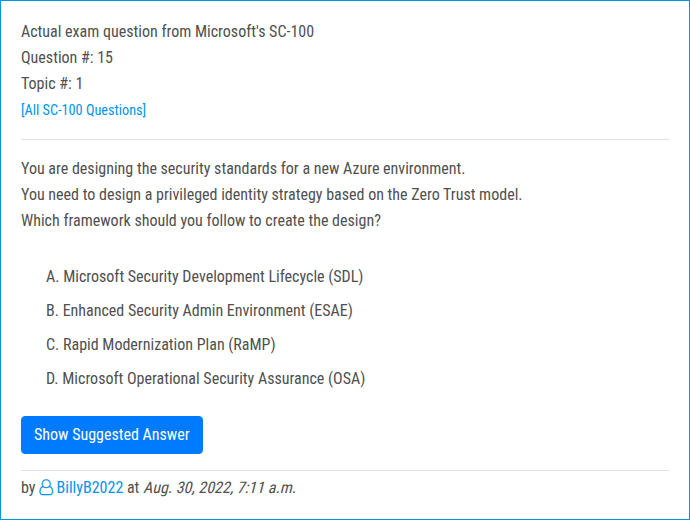 Actual exam question from Microsoft's SC-100
Question #: 15
Topic #: 1
[All SC-100 Questions]
You are designing the security standards for a new Azure environment.
You need to design a privileged identity strategy based on the Zero Trust model.
Which framework should you follow to create the design?
A. Microsoft Security Development Lifecycle (SDL)
B. Enhanced Security Admin Environment (ESAE)
C. Rapid Modernization Plan (RaMP)
D. Microsoft Operational Security Assurance (OSA)
Show Suggested Answer
by BillyB2022 at Aug. 30, 2022, 7:11 a.m.